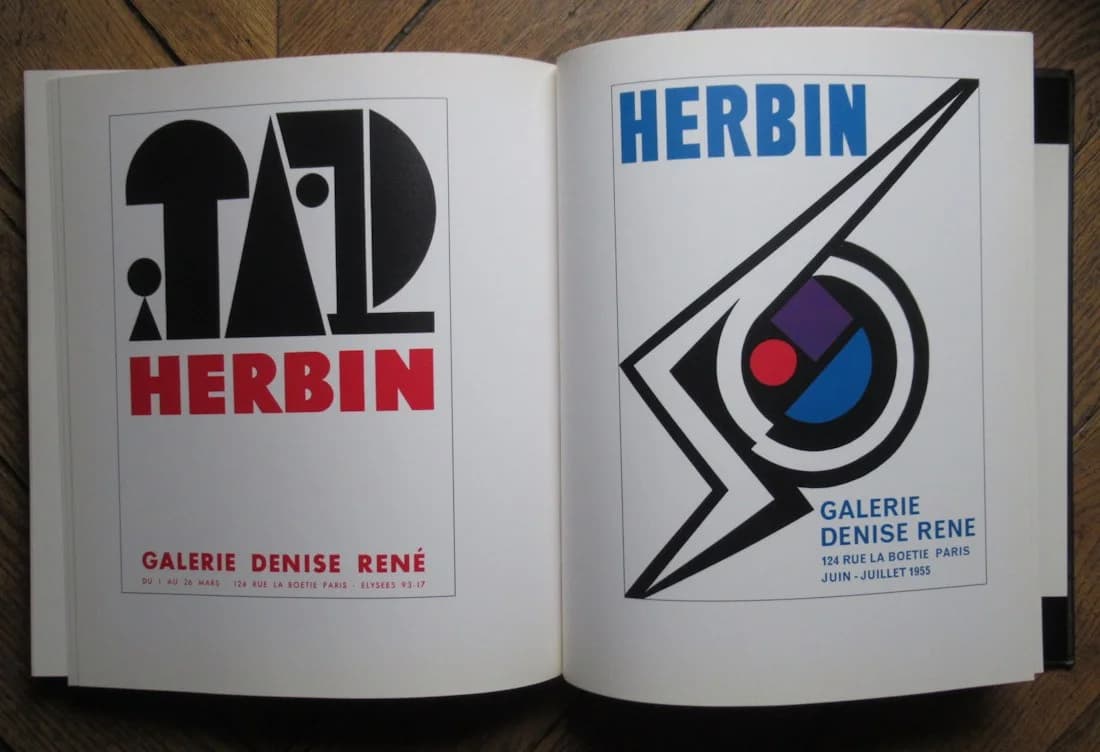 HERBIN
GALERIE DENISE RENÉ
DU 1 AU 26 MARS 124 RUE LA BOETIE PARIS - ELYSEES 93-17
HERBIN
GALERIE
DENISE RENE
124 RUE LA BOETIE PARIS
JUIN - JUILLET 1955